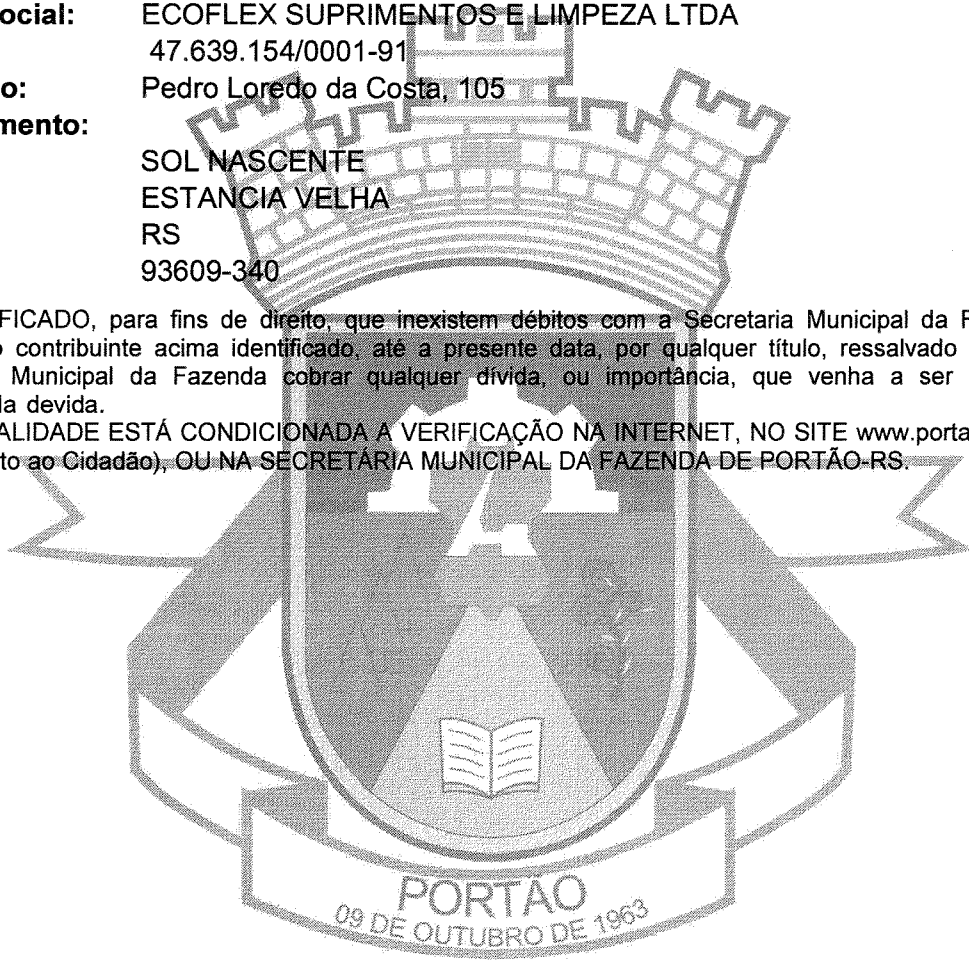 ocial: ECOFLEX SUPRIMENTOS E LIMPEZA LTDA
47.639.154/0001-91
o: Pedro Loredo da Costa, 105
mento:
SOL NASCENTE
ESTANCIA VELHA
RS
93609-340
FICADO, para fins de direito, que inexistem débitos com a Secretaria Municipal da F
o contribuinte acima identificado, até a presente data, por qualquer título, ressalvado
Municipal da Fazenda cobrar qualquer dívida, ou importância, que venha a ser
da devida.
ALIDADE ESTÁ CONDICIONADA A VERIFICAÇÃO NA INTERNET, NO SITE www.porta
to ao Cidadão), OU NA SECRETÁRIA MUNICIPAL DA FAZENDA DE PORTÃO-RS.
PORTÃO
09 DE OUTUBRO DE 1963